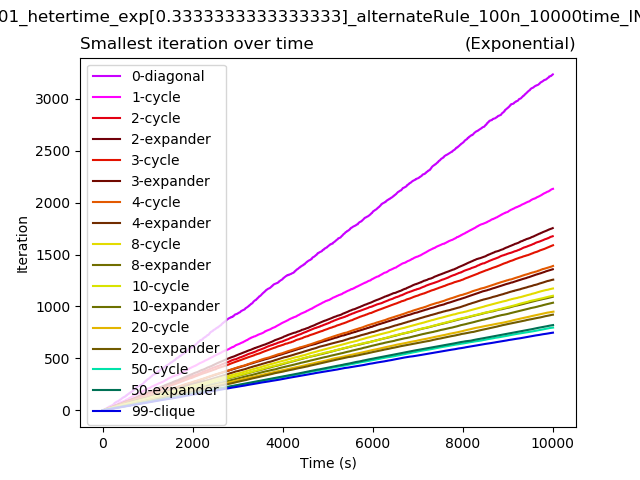 01_hetertime_exp[0.3333333333333333]_alternateRule_100n_10000time_IN
Smallest iteration over time (Exponential)
0-diagonal
1-cycle
2-cycle
2-expander
3-cycle
3-expander
4-cycle
4-expander
8-cycle
8-expander
10-cycle
10-expander
20-cycle
20-expander
50-cycle
50-expander
99-clique
3000
2500
2000
1500
1000
500
0
Iteration
0 2000 4000 6000 8000 10000
Time (s)